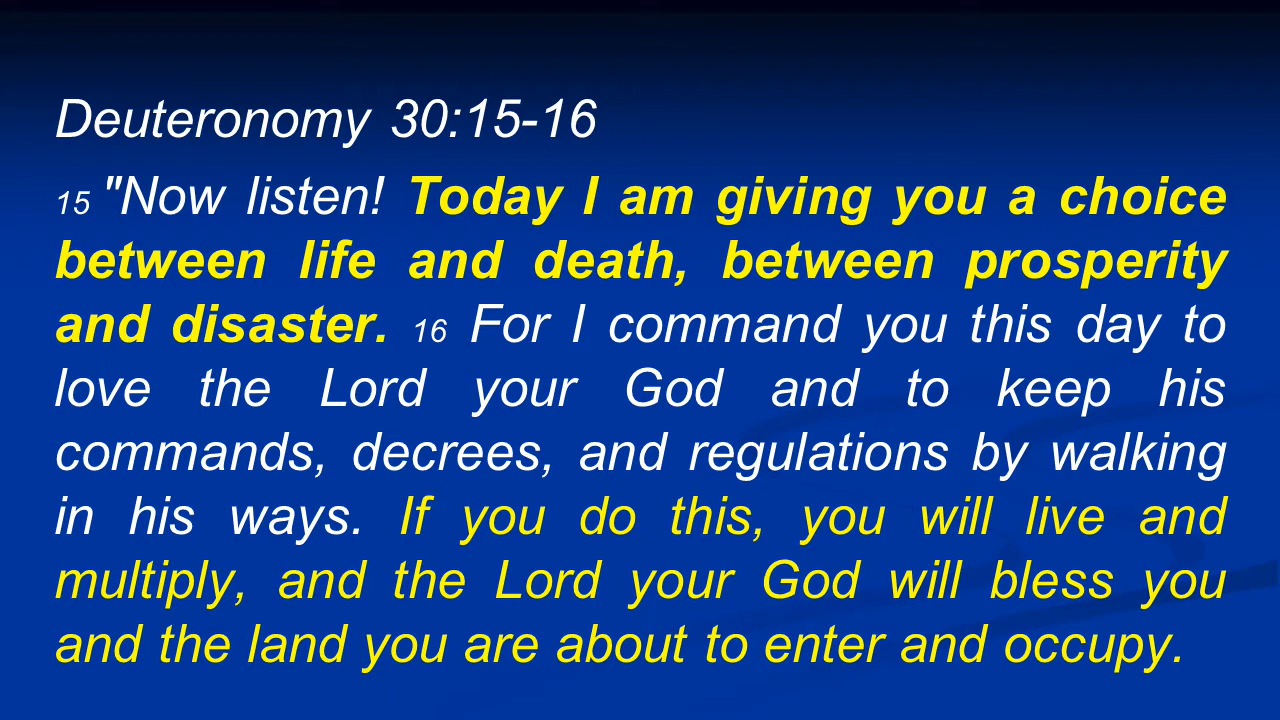 Deuteronomy 30:15-16
15 "Now listen! Today I am giving you a choice
between life and death, between prosperity
and disaster. 16 For I command you this day to
love the Lord your God and to keep his
commands, decrees, and regulations by walking
in his ways. If you do this, you will live and
multiply, and the Lord your God will bless you
and the land you are about to enter and occupy.